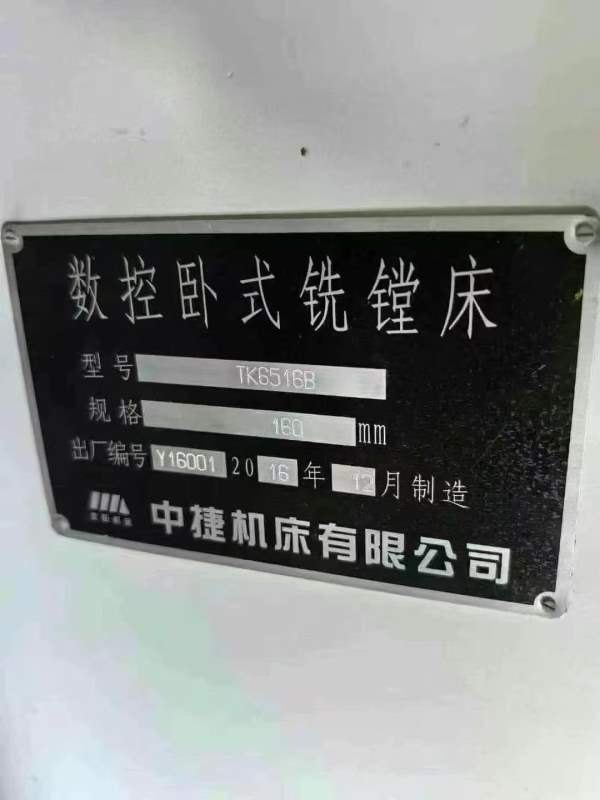 数控卧式铣镗床
型号 TK6516B
规格 160 mm
出厂编号 Y16001 2016年 12月制造
中捷机床有限公司